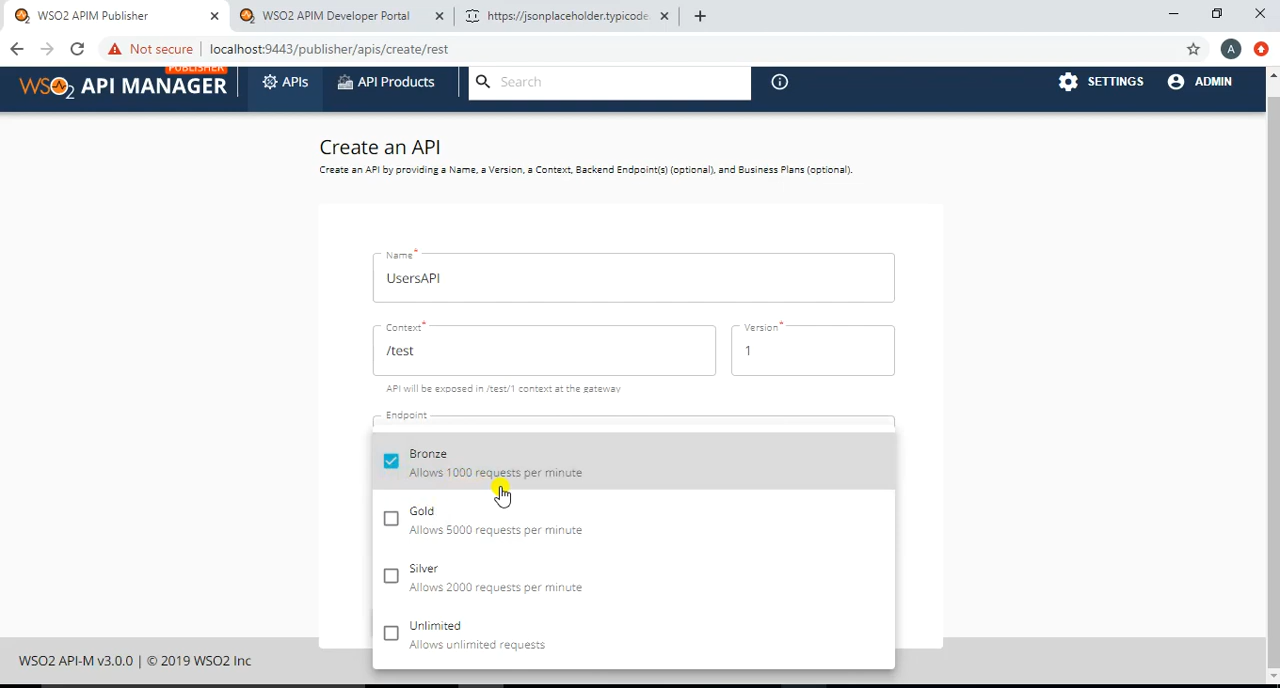 WSO2 APIM Publisher
WSO2 APIM Developer Portal
https://jsonplaceholder.typicode
Not secure
localhost:9443/publisher/apis/create/rest
A
PUBLISHER
WSO2 API MANAGER
APIs
API Products
Search
SETTINGS
ADMIN
Create an API
Create an API by providing a Name, a Version, a Context, Backend Endpoint(s) (optional), and Business Plans (optional).
Name*
UsersAPI
Context*
/test
Version*
1
API will be exposed in /test/1 context at the gateway
Endpoint
Bronze
Allows 1000 requests per minute
Gold
Allows 5000 requests per minute
Silver
Allows 2000 requests per minute
Unlimited
Allows unlimited requests
WSO2 API-M v3.0.0 | © 2019 WSO2 Inc